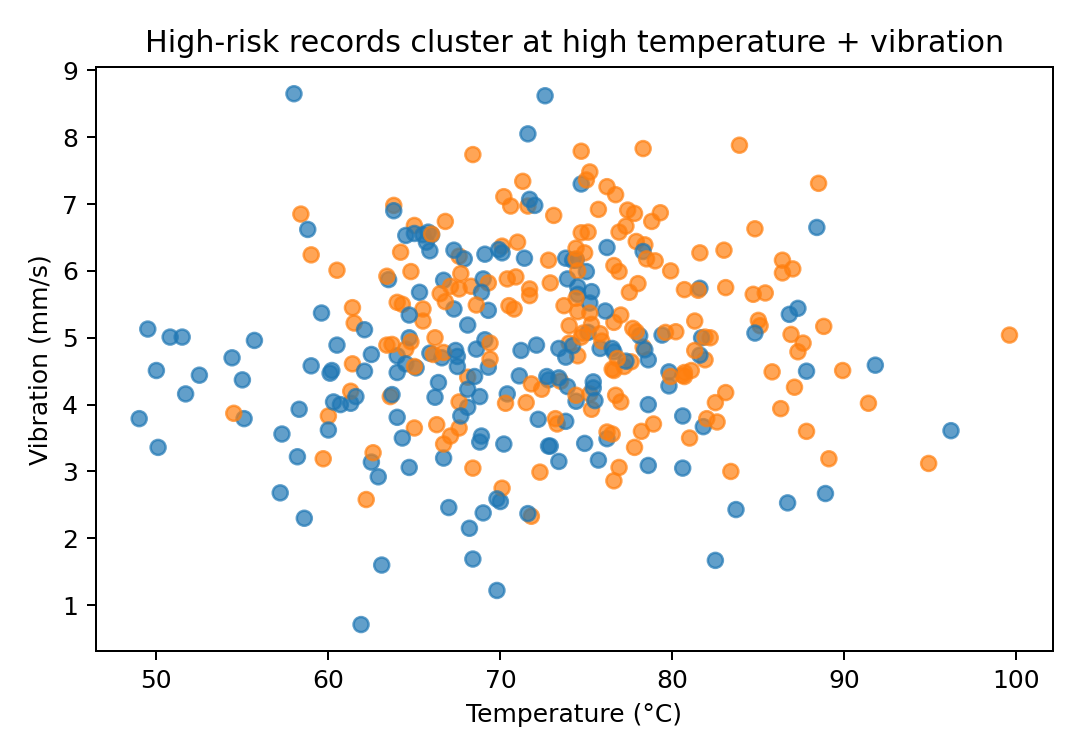 High-risk records cluster at high temperature + vibration
9
8
7
6
5
4
3
2
1
Vibration (mm/s)
50 60 70 80 90 100
Temperature (°C)